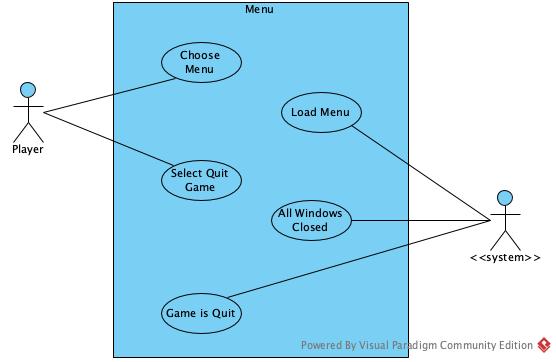 Menu
Choose
Menu
Load Menu
Player
Select Quit
Game
All Windows
Closed
<<system>>
Game is Quit
Powered By Visual Paradigm Community Edition